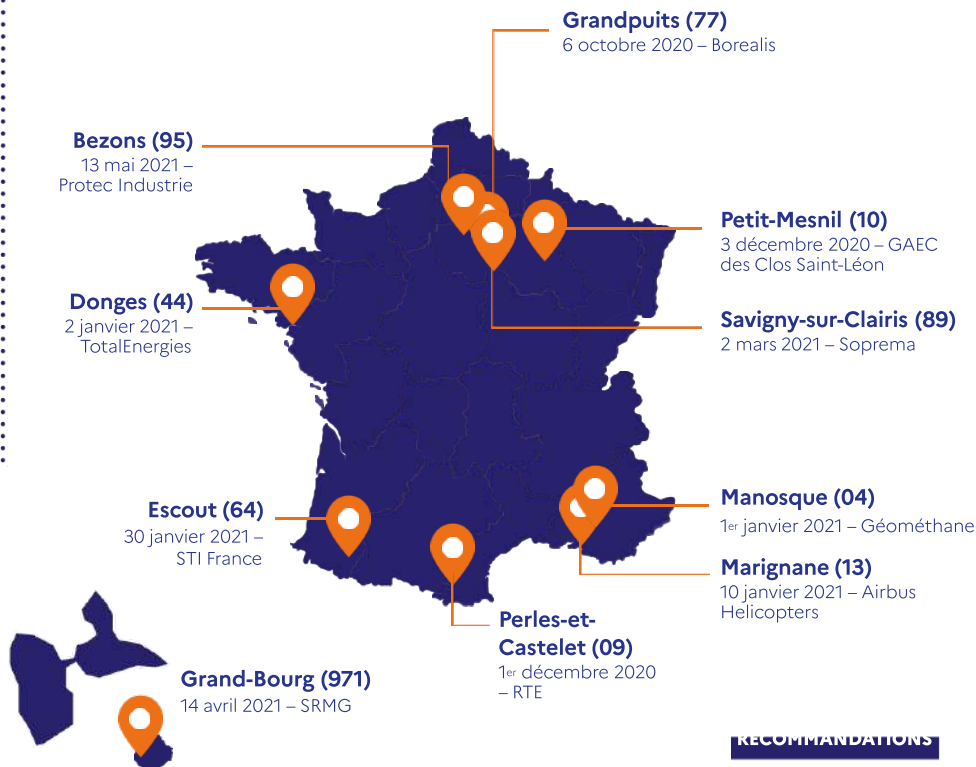 Grandpuits (77)
6 octobre 2020 – Borealis
Bezons (95)
13 mai 2021 –
Protec Industrie
Petit-Mesnil (10)
3 décembre 2020 – GAEC
des Clos Saint-Léon
Donges (44)
2 janvier 2021 –
TotalEnergies
Savigny-sur-Clairis (89)
2 mars 2021 – Soprema
Escout (64)
30 janvier 2021 –
STI France
Manosque (04)
1er janvier 2021 – Géométhane
Marignane (13)
10 janvier 2021 – Airbus
Helicopters
Perles-et-
Castelet (09)
1er décembre 2020
– RTE
Grand-Bourg (971)
14 avril 2021 – SRMG
RECOMMANDATIONS